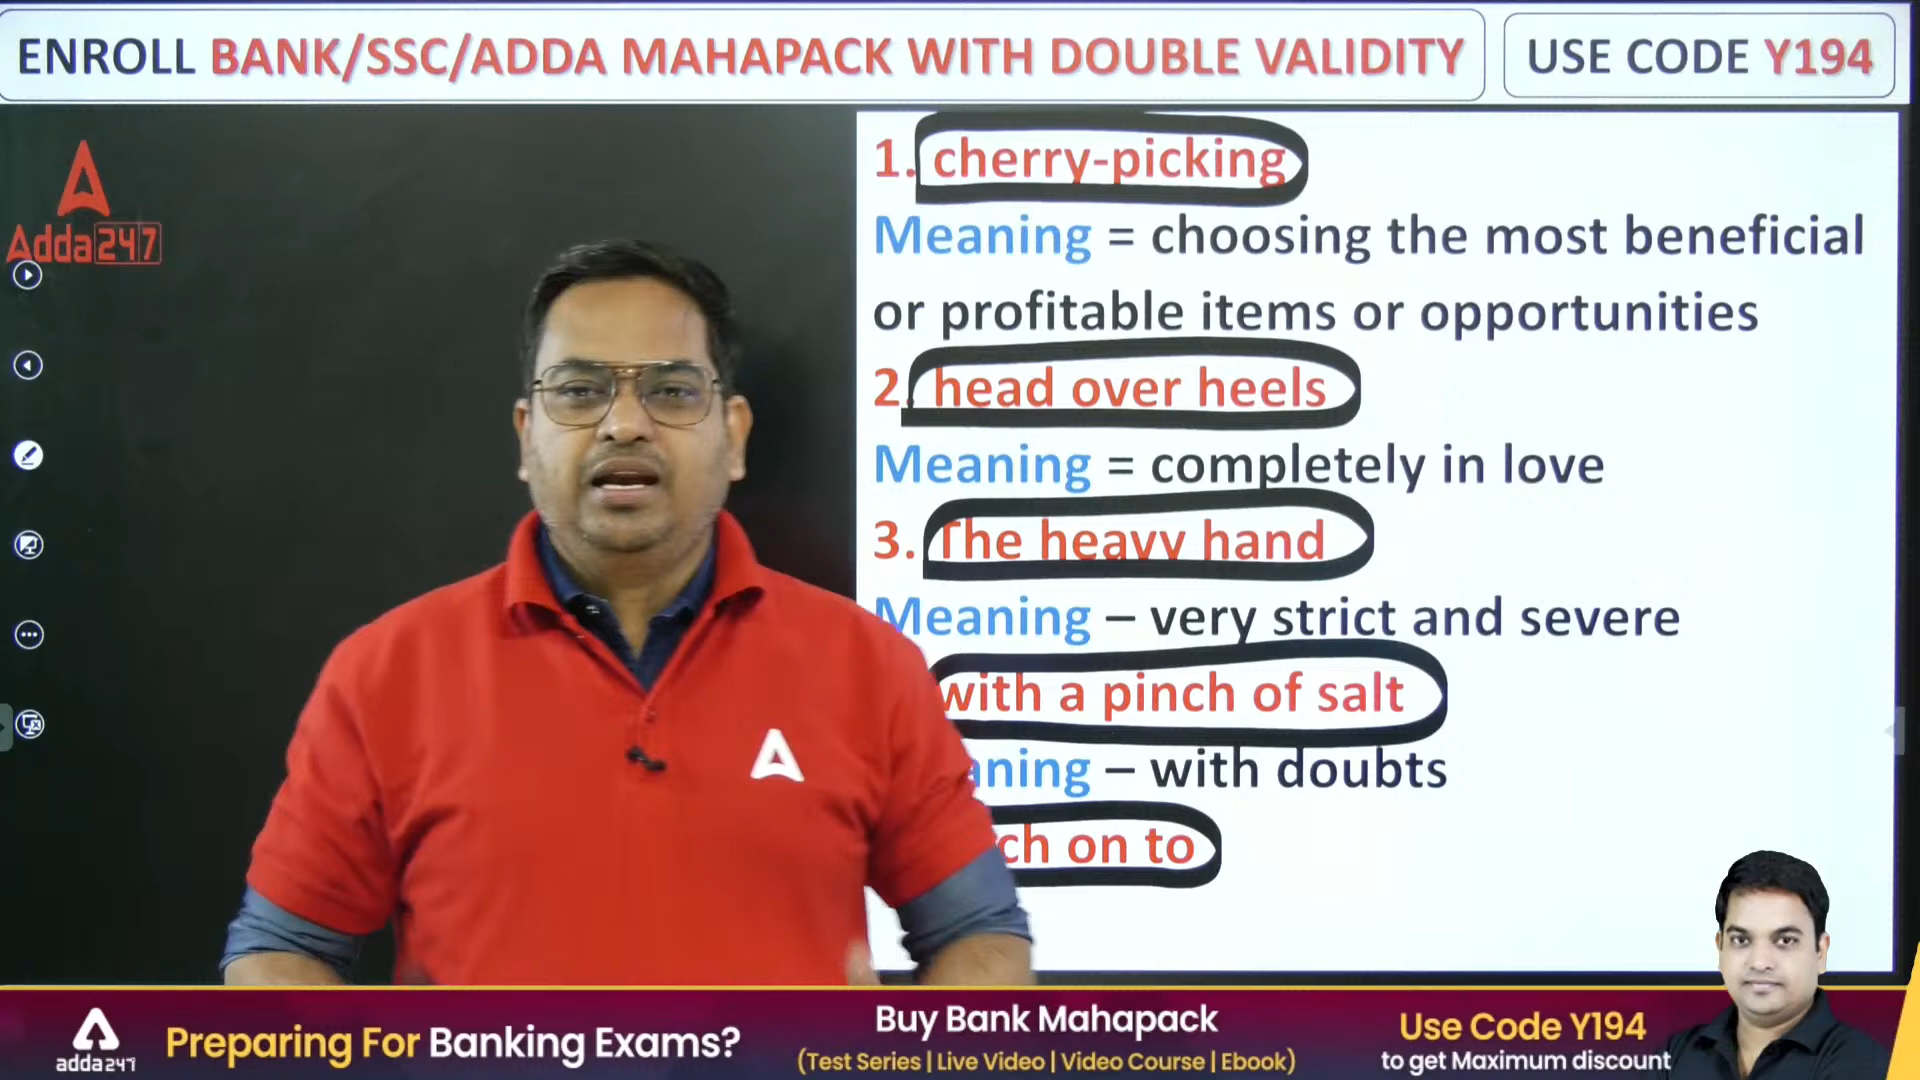 ENROLL BANK/SSC/ADDA MAHAPACK WITH DOUBLE VALIDITY
USE CODE Y194
Adda247
1. cherry-picking
Meaning = choosing the most beneficial
or profitable items or opportunities
2. head over heels
Meaning = completely in love
3. The heavy hand
Meaning – very strict and severe
with a pinch of salt
– with doubts
on to
adda247
Preparing For Banking Exams?
Buy Bank Mahapack
(Test Series | Live Video | Video Course | Ebook)
Use Code Y194
to get Maximum discount